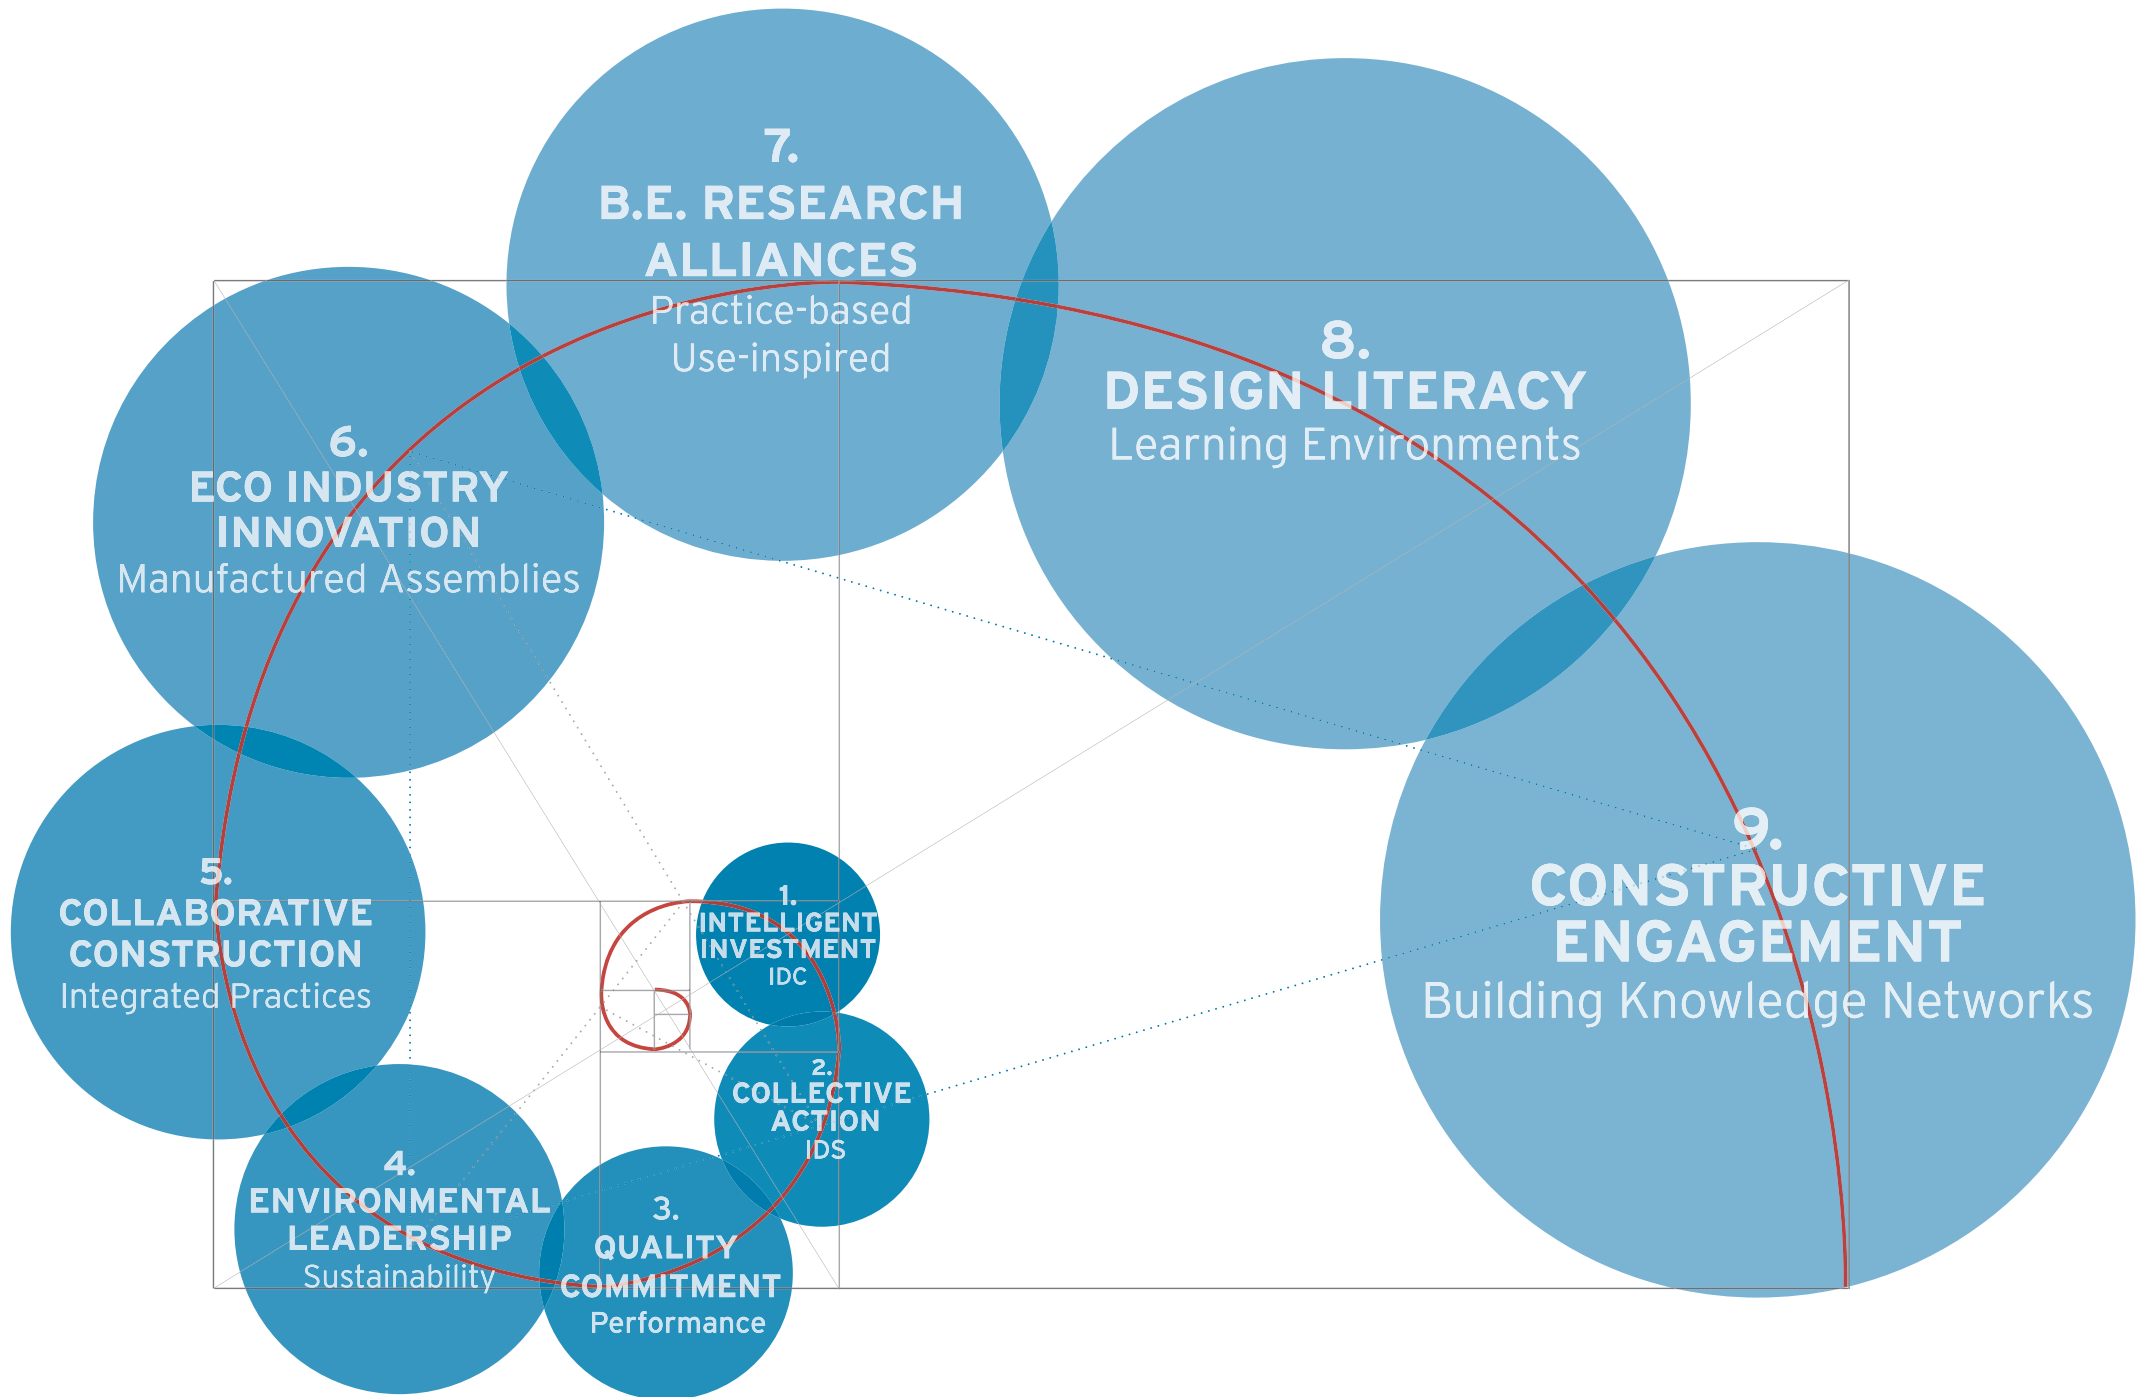 1.
INTELLIGENT
INVESTMENT
IDC
2.
COLLECTIVE
ACTION
IDS
3.
QUALITY
COMMITMENT
Performance
4.
ENVIRONMENTAL
LEADERSHIP
Sustainability
5.
COLLABORATIVE
CONSTRUCTION
Integrated Practices
6.
ECO INDUSTRY
INNOVATION
Manufactured Assemblies
7.
B.E. RESEARCH
ALLIANCES
Practice-based
Use-inspired
8.
DESIGN LITERACY
Learning Environments
9.
CONSTRUCTIVE
ENGAGEMENT
Building Knowledge Networks